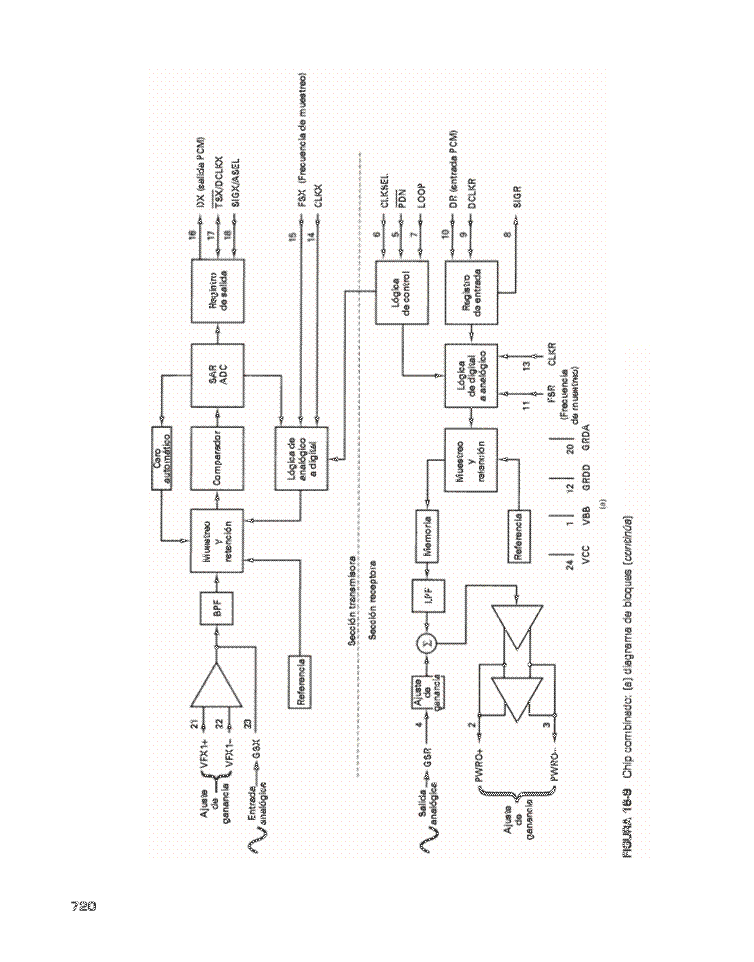 Ajuste
de
ganancia
VFX1+
VFX1–
21
22
Entrada
analógica
GSX
23
BPF
Muestreo
y
retención
Cero
automático
Comparador
SAR
ADC
Registro
de salida
16
DX (salida PCM)
17
TSX/DCLKX
18
SIGX/ASEL
Lógica de
analógico
a digital
15
FSX (Frecuencia de muestreo)
14
CLKX
Referencia
Sección transmisora
Sección receptora
6
CLKSEL
5
PDN
7
LOOP
Lógica
de control
10
DR (entrada PCM)
9
DCLKR
8
SIGR
Registro
de entrada
Lógica
de digital
a analógico
13
CLKR
11
FSR
(Frecuencia
de muestreo)
Muestreo
y
retención
Referencia
Memoria
LPF
Σ
Ajuste
de
ganancia
Salida
analógica
GSR
4
2
PWRO+
3
PWRO–
Ajuste
de
ganancia
24
VCC
1
VBB
12
GRDD
20
GRDA
(a)
FIGURA 16-9 Chip combinado: (a) diagrama de bloques (continúa)
720